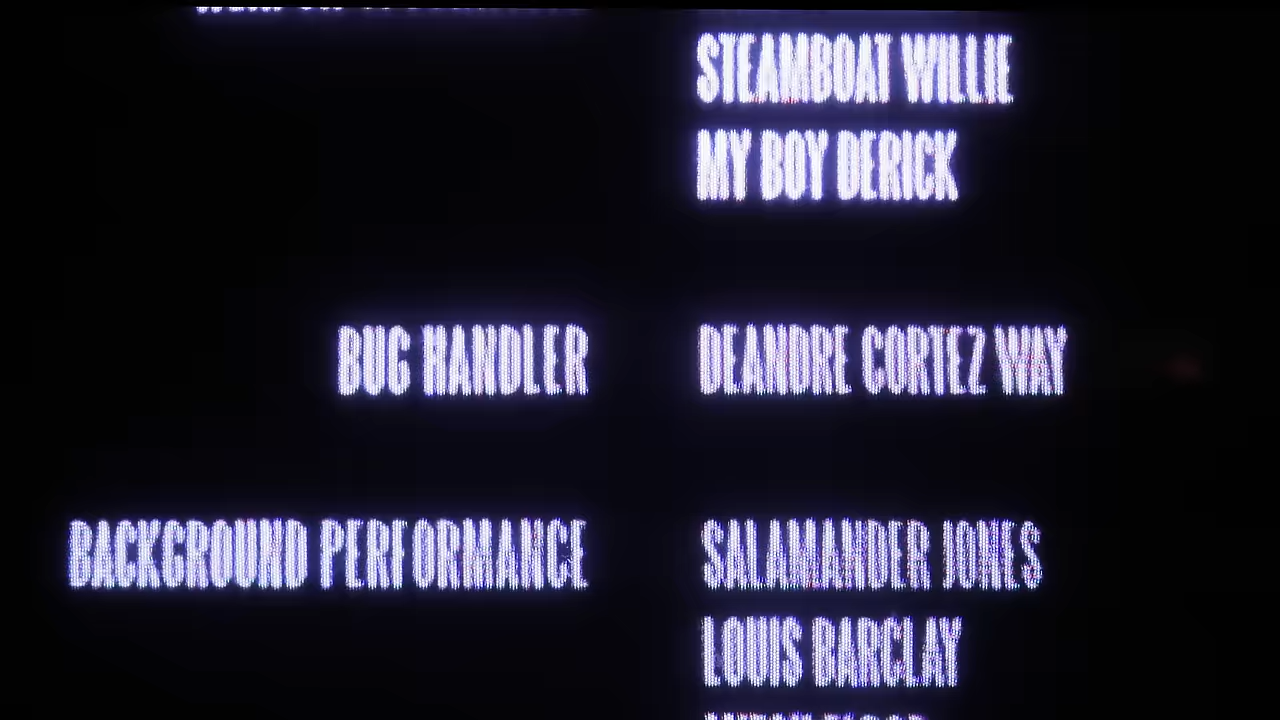 STEAMBOAT WILLIE
MY BOY DERICK
BUG HANDLER DEANDRE CORTEZ WAY
BACKGROUND PERFORMANCE SALAMANDER JONES
LOUIS BARCLAY